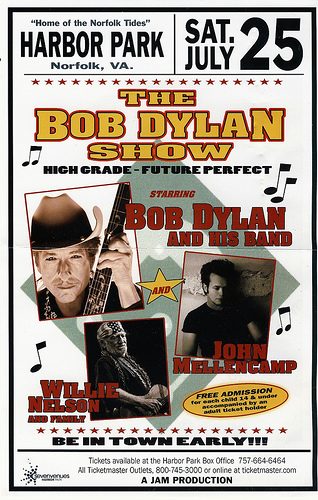 "Home of the Norfolk Tides"
HARBOR PARK
Norfolk, VA.
SAT.
JULY
25
THE
BOB DYLAN
SHOW
HIGH GRADE - FUTURE PERFECT
STARRING
BOB DYLAN
AND HIS BAND
AND
JOHN
MELLENCAMP
WILLIE
NELSON
AND FAMILY
FREE ADMISSION
for each child 14 & under
accompanied by an
adult ticket holder
BE IN TOWN EARLY!!!
Tickets available at the Harbor Park Box Office 757-664-6464
All Ticketmaster Outlets, 800-745-3000 or online at ticketmaster.com
A JAM PRODUCTION
sevenvenues